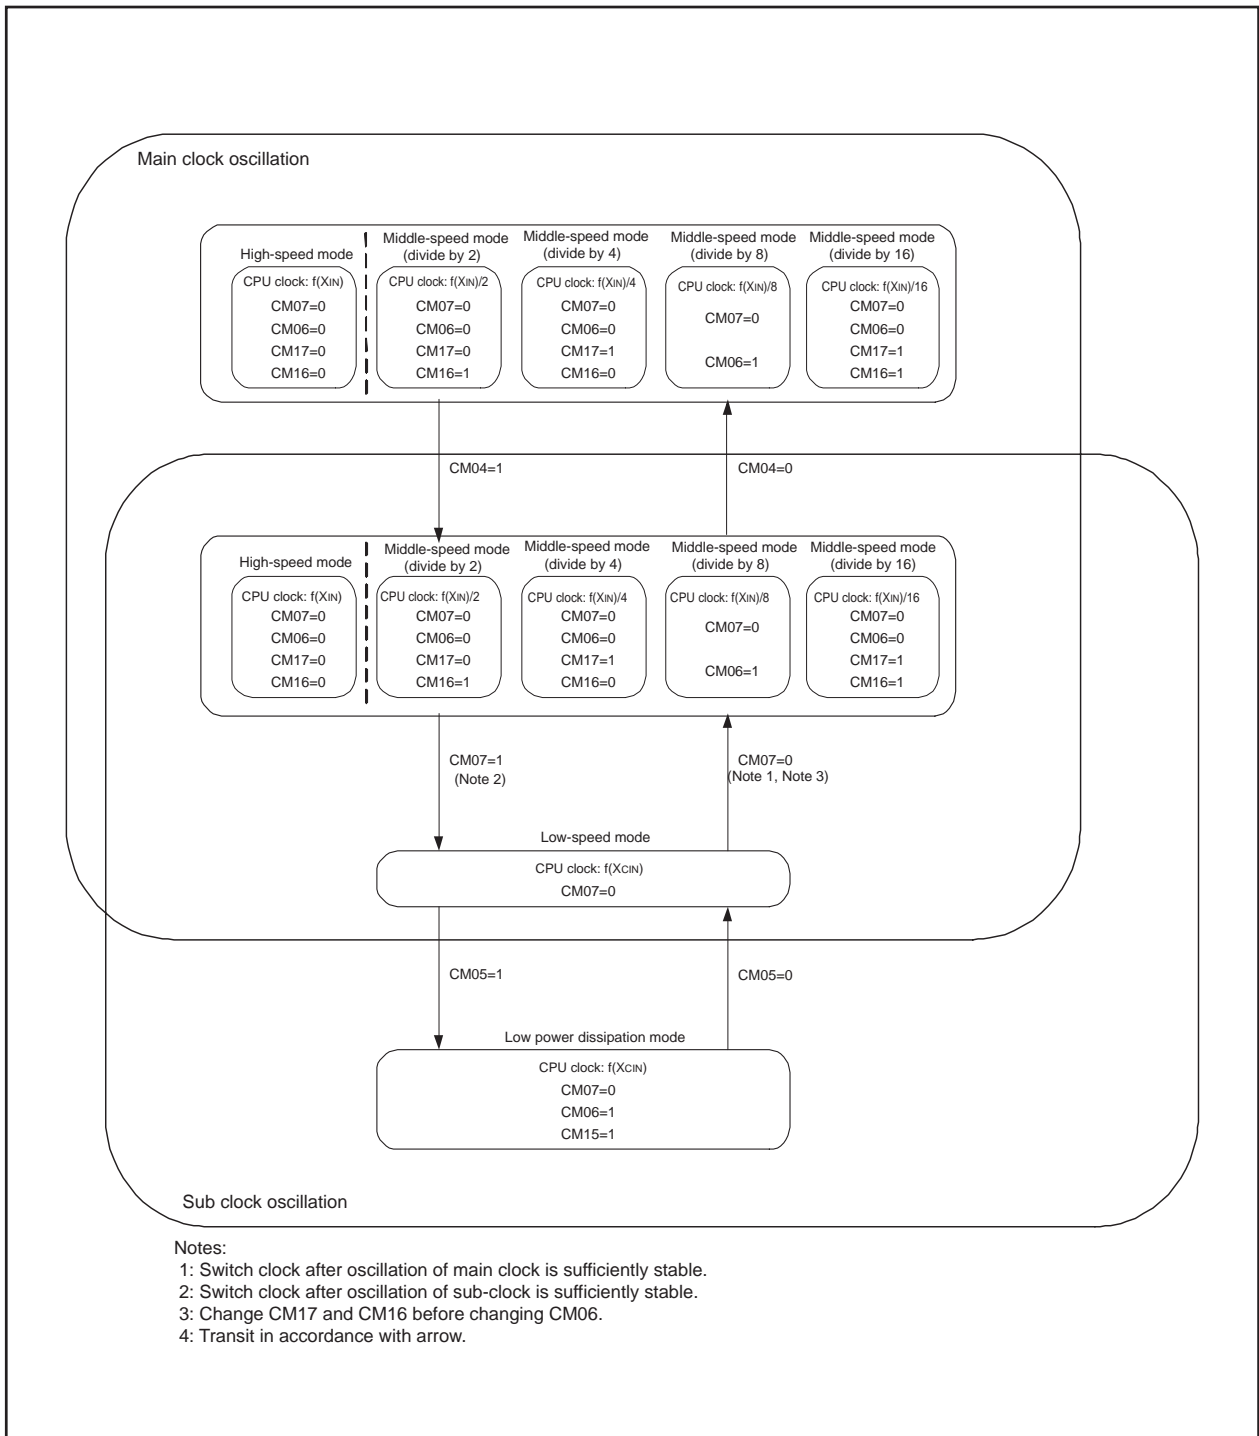 Main clock oscillation
High-speed mode
CPU clock: f(XIN)
CM07=0
CM06=0
CM17=0
CM16=0
Middle-speed mode
(divide by 2)
CPU clock: f(XIN)/2
CM07=0
CM06=0
CM17=0
CM16=1
Middle-speed mode
(divide by 4)
CPU clock: f(XIN)/4
CM07=0
CM06=0
CM17=1
CM16=0
Middle-speed mode
(divide by 8)
CPU clock: f(XIN)/8
CM07=0
CM06=1
Middle-speed mode
(divide by 16)
CPU clock: f(XIN)/16
CM07=0
CM06=0
CM17=1
CM16=1
CM04=1
CM04=0
High-speed mode
CPU clock: f(XIN)
CM07=0
CM06=0
CM17=0
CM16=0
Middle-speed mode
(divide by 2)
CPU clock: f(XIN)/2
CM07=0
CM06=0
CM17=0
CM16=1
Middle-speed mode
(divide by 4)
CPU clock: f(XIN)/4
CM07=0
CM06=0
CM17=1
CM16=0
Middle-speed mode
(divide by 8)
CPU clock: f(XIN)/8
CM07=0
CM06=1
Middle-speed mode
(divide by 16)
CPU clock: f(XIN)/16
CM07=0
CM06=0
CM17=1
CM16=1
CM07=1
(Note 2)
CM07=0
(Note 1, Note 3)
Low-speed mode
CPU clock: f(XCIN)
CM07=0
CM05=1
CM05=0
Low power dissipation mode
CPU clock: f(XCIN)
CM07=0
CM06=1
CM15=1
Sub clock oscillation
Notes:
1: Switch clock after oscillation of main clock is sufficiently stable.
2: Switch clock after oscillation of sub-clock is sufficiently stable.
3: Change CM17 and CM16 before changing CM06.
4: Transit in accordance with arrow.